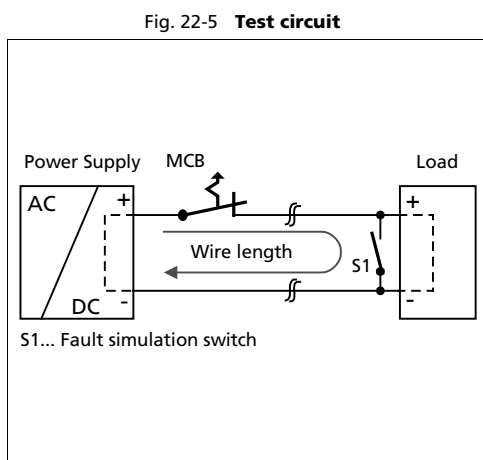 Fig. 22-5 Test circuit
Power Supply
MCB
Load
AC
+
+
Wire length
S1
DC
-
-
S1... Fault simulation switch